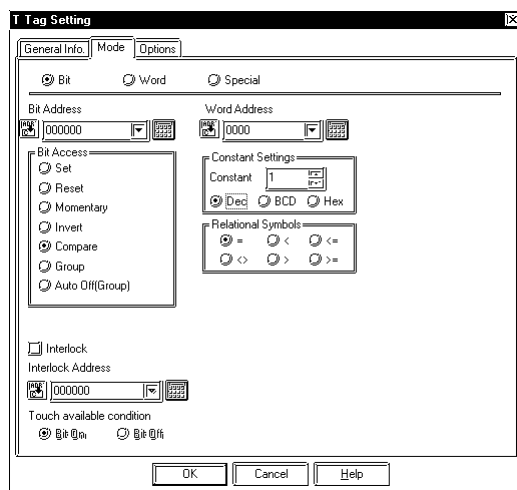 T Tag Setting
General Info. Mode Options
Bit Word Special
Bit Address Word Address
000000 0000
Bit Access
Set
Reset
Momentary
Invert
Compare
Group
Auto Off(Group)
Constant Settings
Constant 1
Dec BCD Hex
Relational Symbols
= < <=
<> > >=
Interlock
Interlock Address
000000
Touch available condition
Bit On Bit Off
OK Cancel Help